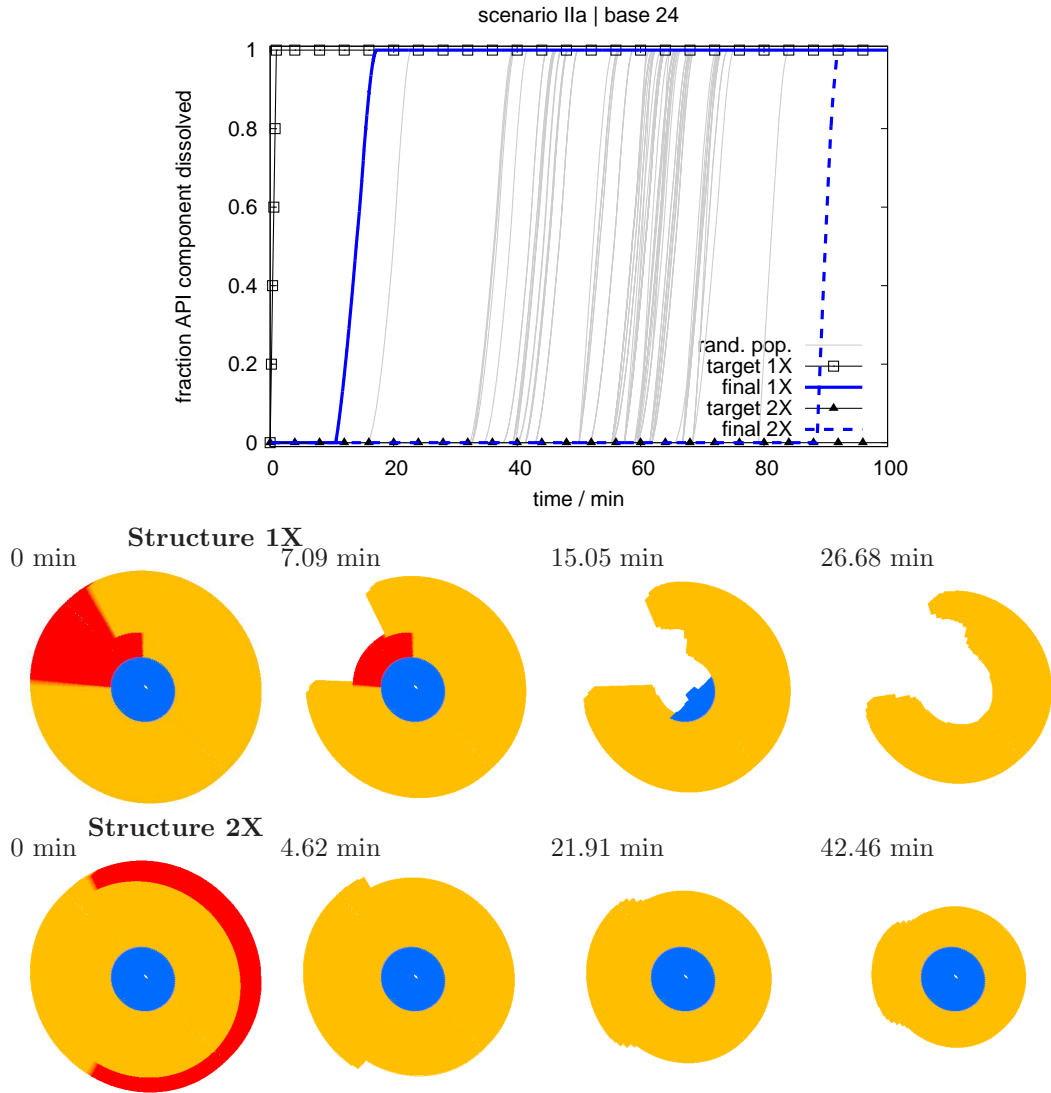 scenario IIa | base 24
fraction API component dissolved
1
0.8
0.6
0.4
0.2
0
0 20 40 60 80 100
time / min
rand. pop.
target 1X
final 1X
target 2X
final 2X
Structure 1X
0 min 7.09 min 15.05 min 26.68 min
Structure 2X
0 min 4.62 min 21.91 min 42.46 min